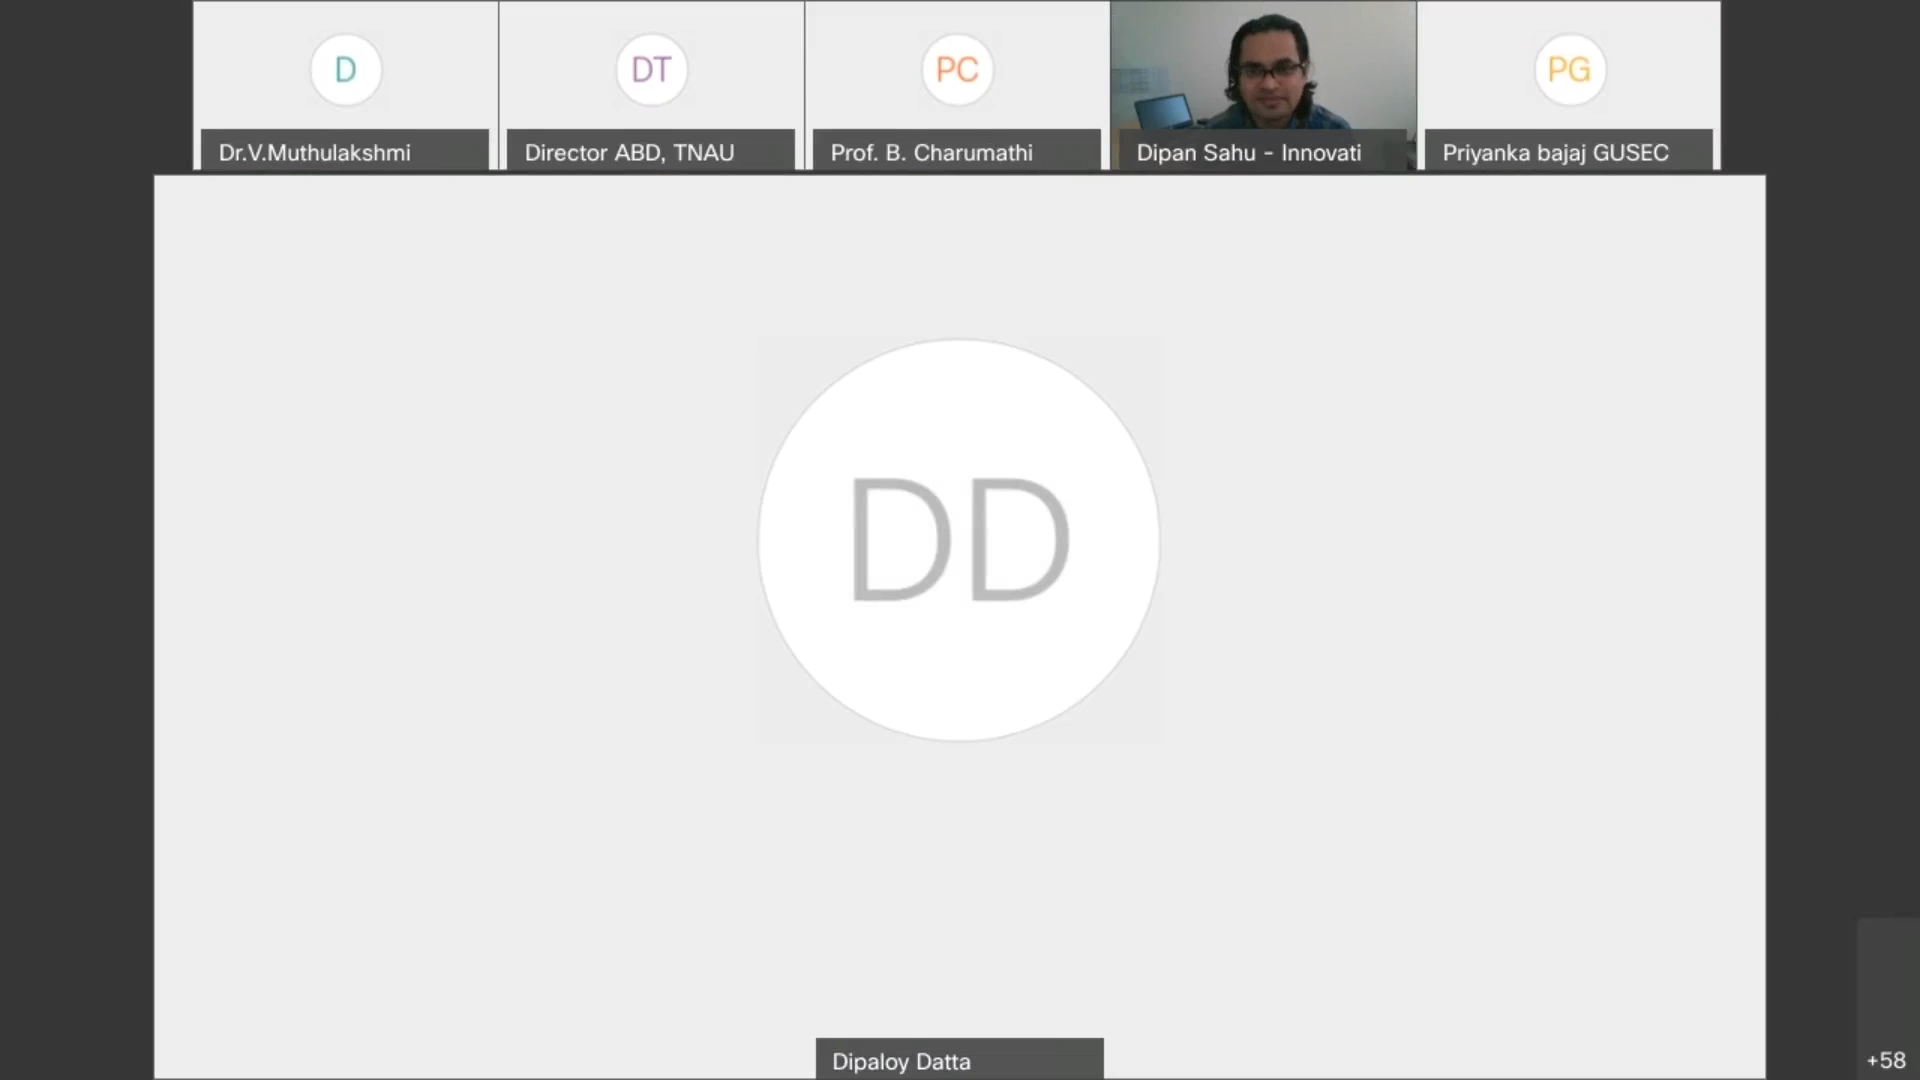 D
DT
PC
PG
Dr.V.Muthulakshmi
Director ABD, TNAU
Prof. B. Charumathi
Dipan Sahu - Innovati
Priyanka bajaj GUSEC
DD
Dipaloy Datta
+58